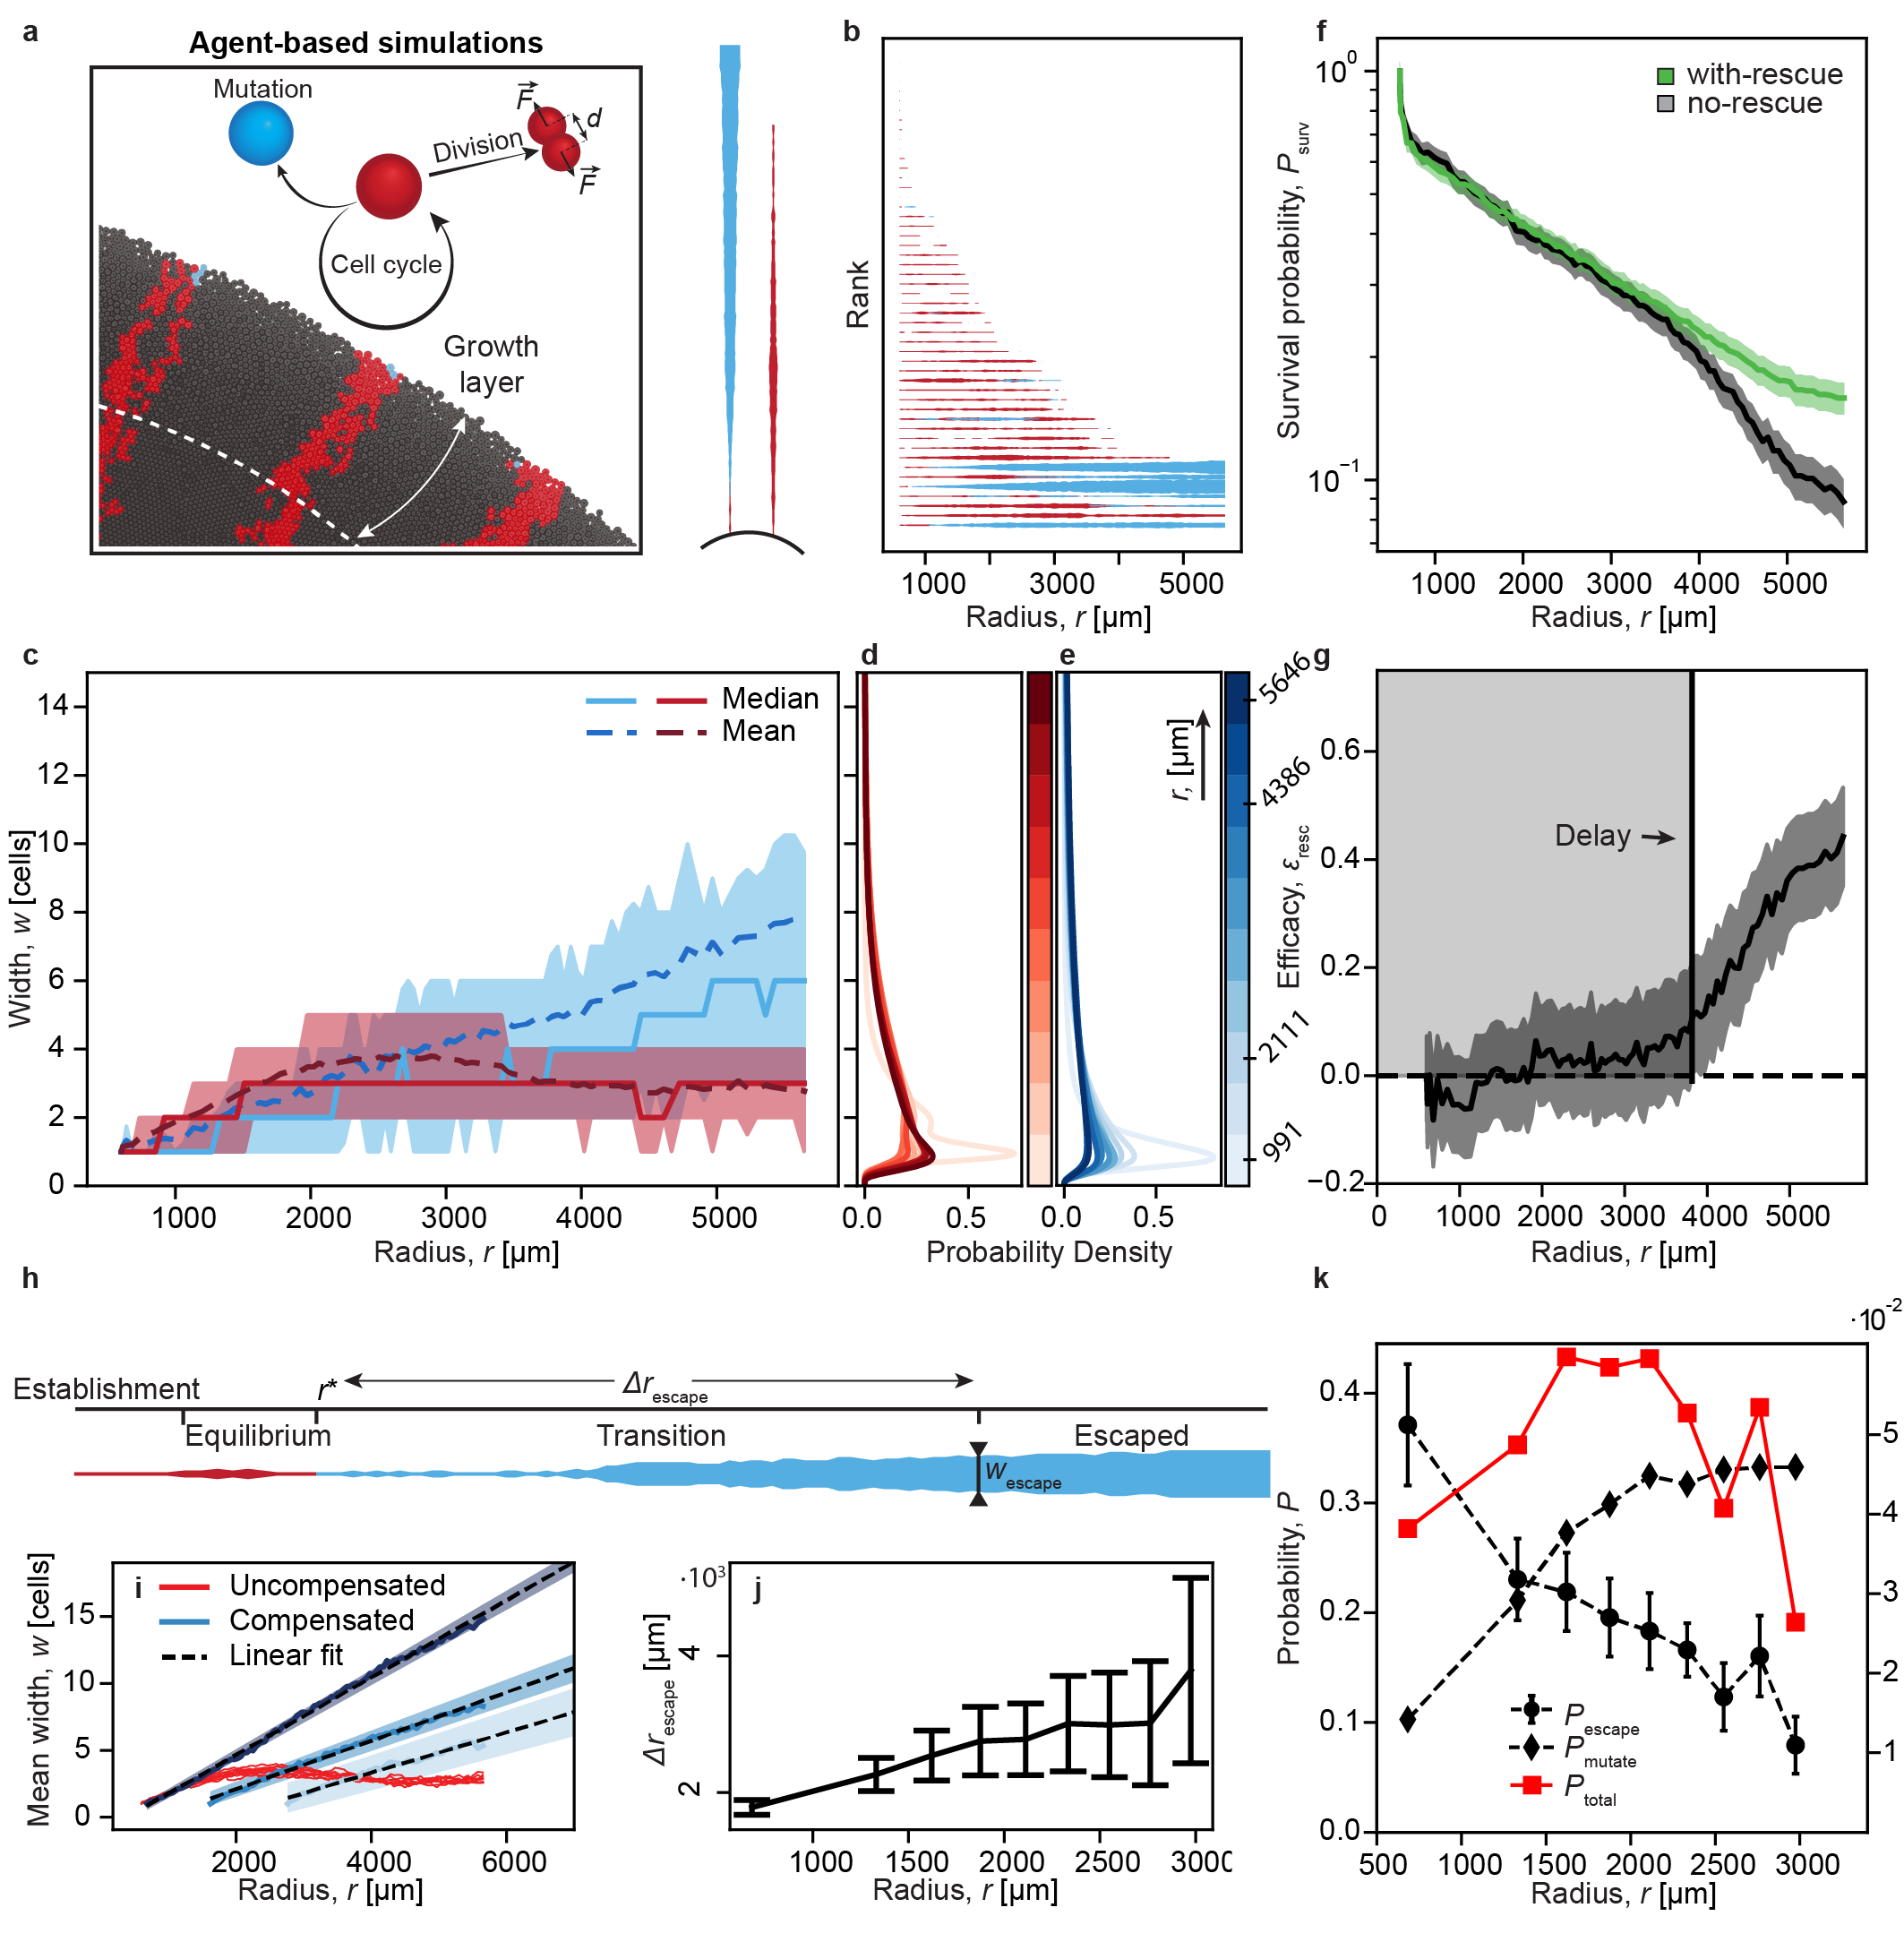 a
Agent-based simulations
Mutation
F
d
Division
F
Cell cycle
Growth
layer
b
Rank
1000 3000 5000
Radius, r [µm]
f
with-rescue
no-rescue
10⁰
10⁻¹
Survival probability, P_surv
1000 2000 3000 4000 5000
Radius, r [µm]
c
Median
Mean
14
12
10
8
6
4
2
0
Width, w [cells]
1000 2000 3000 4000 5000
Radius, r [µm]
d
0.0 0.5
e
0.0 0.5
Probability Density
r, [µm]
5646
4386
2111
991
g
Delay
0.6
0.4
0.2
0.0
−0.2
Efficacy, ε_resc
0 1000 2000 3000 4000 5000
Radius, r [µm]
h
Establishment
r*
Δr_escape
Equilibrium
Transition
Escaped
w_escape
i
Uncompensated
Compensated
Linear fit
15
10
5
0
Mean width, w [cells]
2000 4000 6000
Radius, r [µm]
j
·10³
4
2
Δr_escape [µm]
1000 1500 2000 2500 3000
Radius, r [µm]
k
·10⁻²
0.4
0.3
0.2
0.1
0.0
Probability, P
5
4
3
2
1
P_escape
P_mutate
P_total
500 1000 1500 2000 2500 3000
Radius, r [µm]